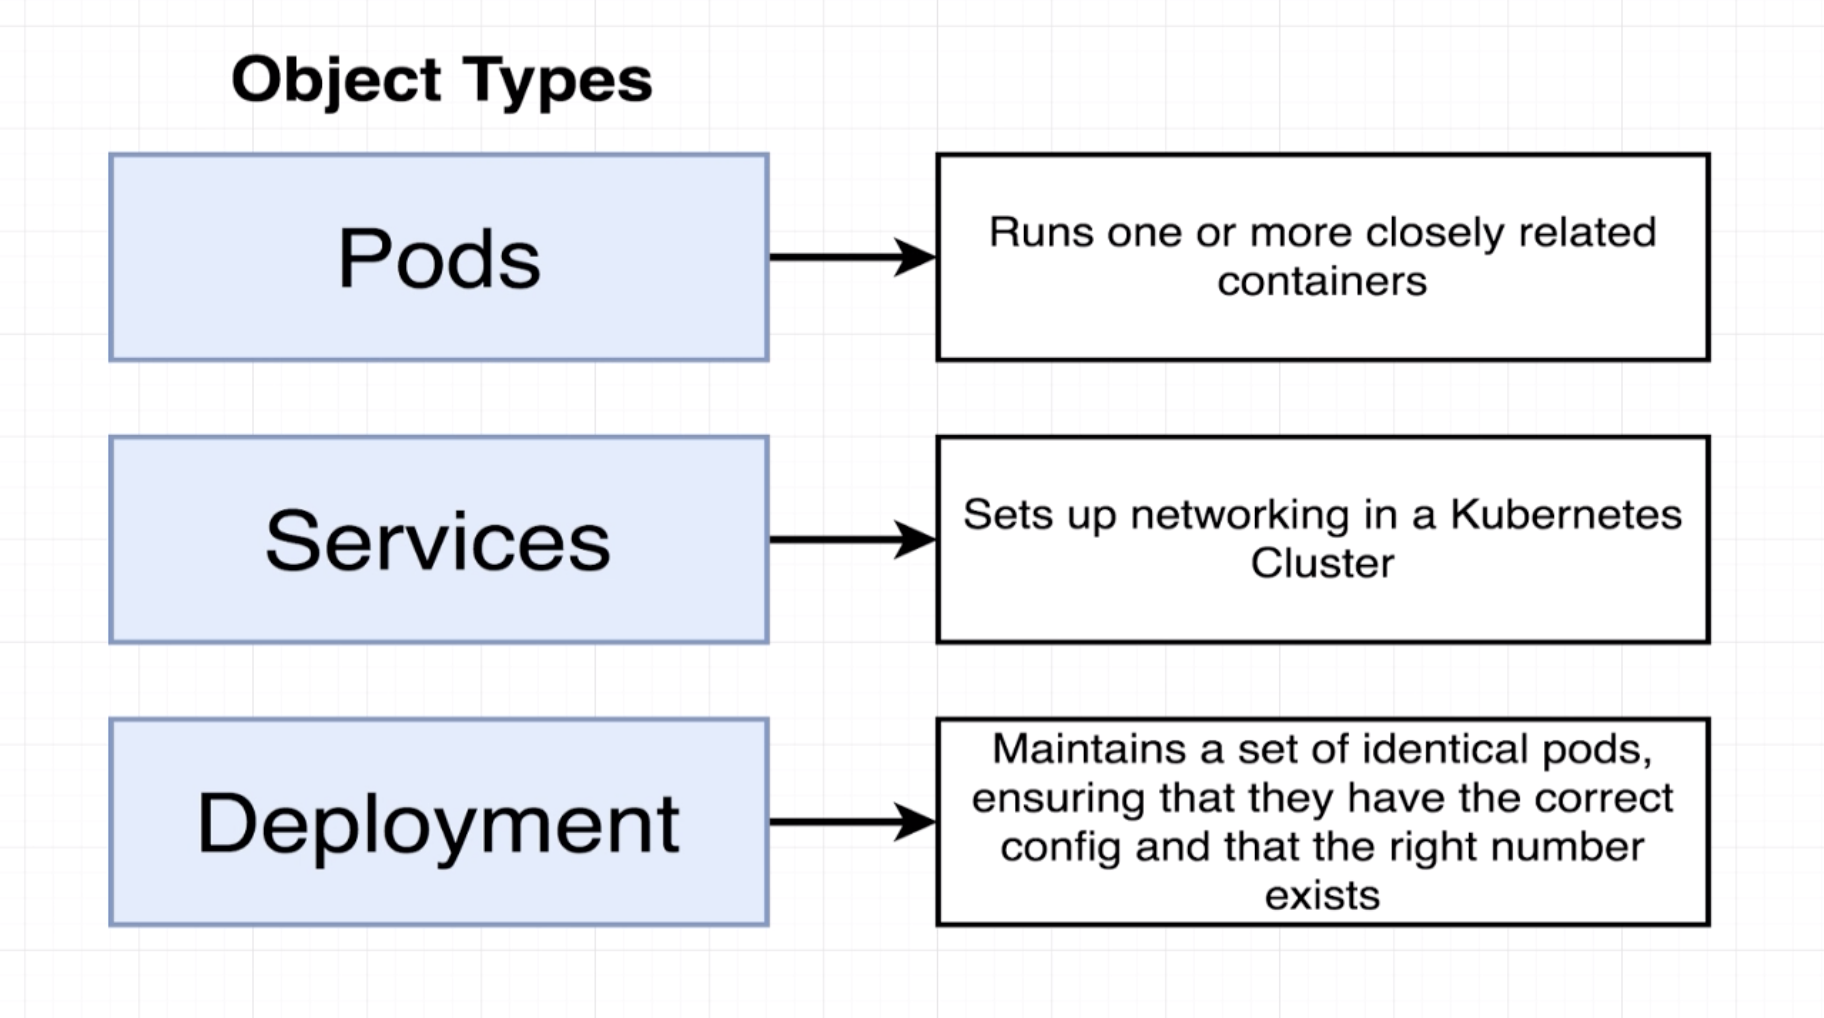 Object Types
Pods
Runs one or more closely related
containers
Services
Sets up networking in a Kubernetes
Cluster
Deployment
Maintains a set of identical pods,
ensuring that they have the correct
config and that the right number
exists